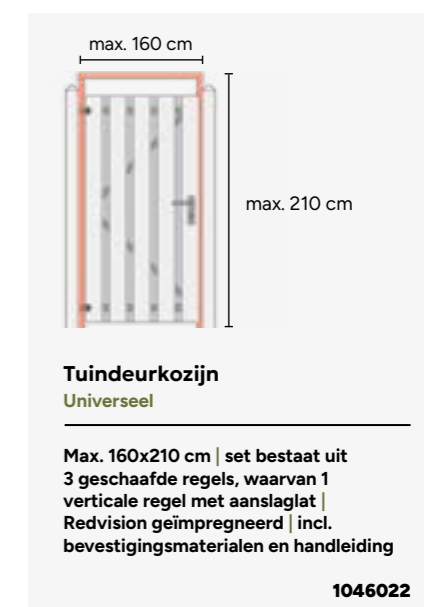 max. 160 cm
max. 210 cm
Tuindeurkozijn
Universeel
Max. 160x210 cm | set bestaat uit
3 geschaafde regels, waarvan 1
verticale regel met aanslaglat |
Redvision geïmpregneerd | incl.
bevestigingsmaterialen en handleiding
1046022